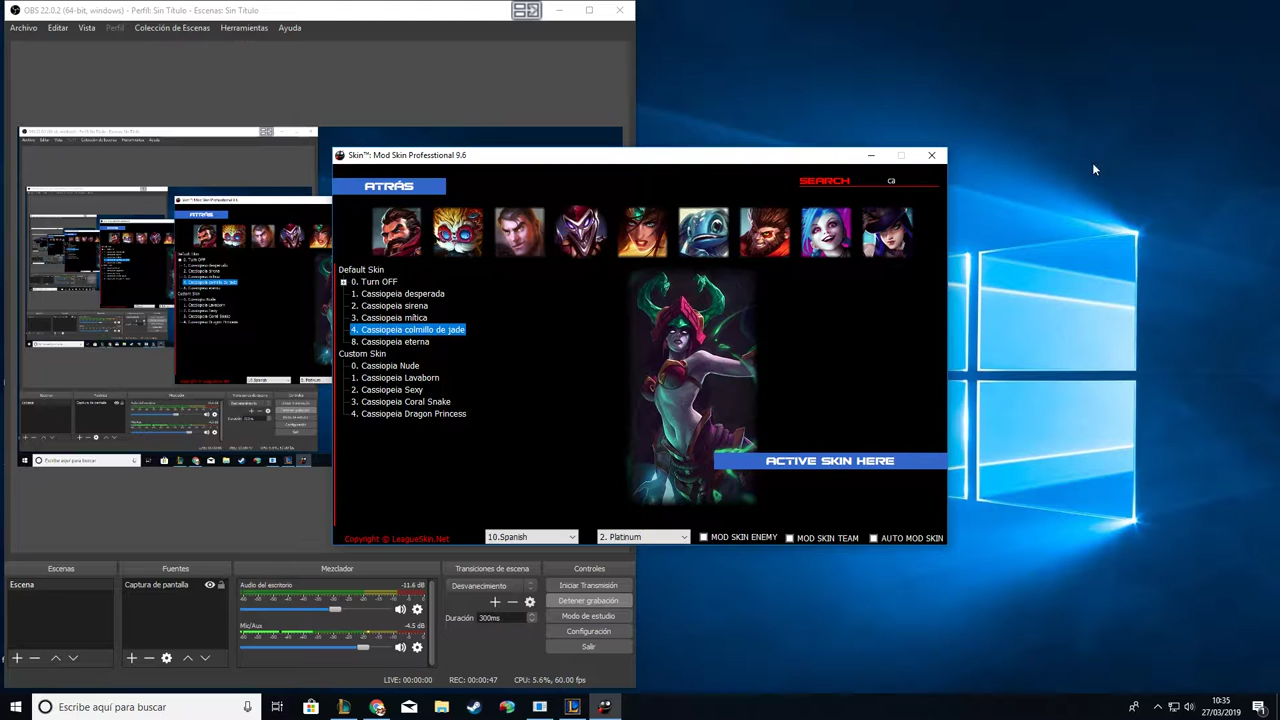 OBS 22.0.2 (64-bit, windows) - Perfil: Sin Título - Escenas: Sin Título
Archivo Editar Vista Perfil Colección de Escenas Herramientas Ayuda
Skin™: Mod Skin Professtional 9.6
ATRÁS
SEARCH ca
Default Skin
0. Turn OFF
1. Cassiopeia desperada
2. Cassiopeia sirena
3. Cassiopeia mítica
4. Cassiopeia colmillo de jade
8. Cassiopeia eterna
Custom Skin
0. Cassiopia Nude
1. Cassiopeia Lavaborn
2. Cassiopeia Sexy
3. Cassiopeia Coral Snake
4. Cassiopeia Dragon Princess
ACTIVE SKIN HERE
Copyright © LeagueSkin.Net
10.Spanish
2. Platinum
MOD SKIN ENEMY
MOD SKIN TEAM
AUTO MOD SKIN
Escenas
Fuentes
Mezclador
Transiciones de escena
Controles
Escena
Captura de pantalla
Audio del escritorio -11.6 dB
Mic/Aux -4.5 dB
Desvanecimiento
Duración 300ms
Iniciar Transmisión
Detener grabación
Modo de estudio
Configuración
Salir
LIVE: 00:00:00
REC: 00:00:47
CPU: 5.6%, 60.00 fps
Escribe aquí para buscar
10:35
27/03/2019